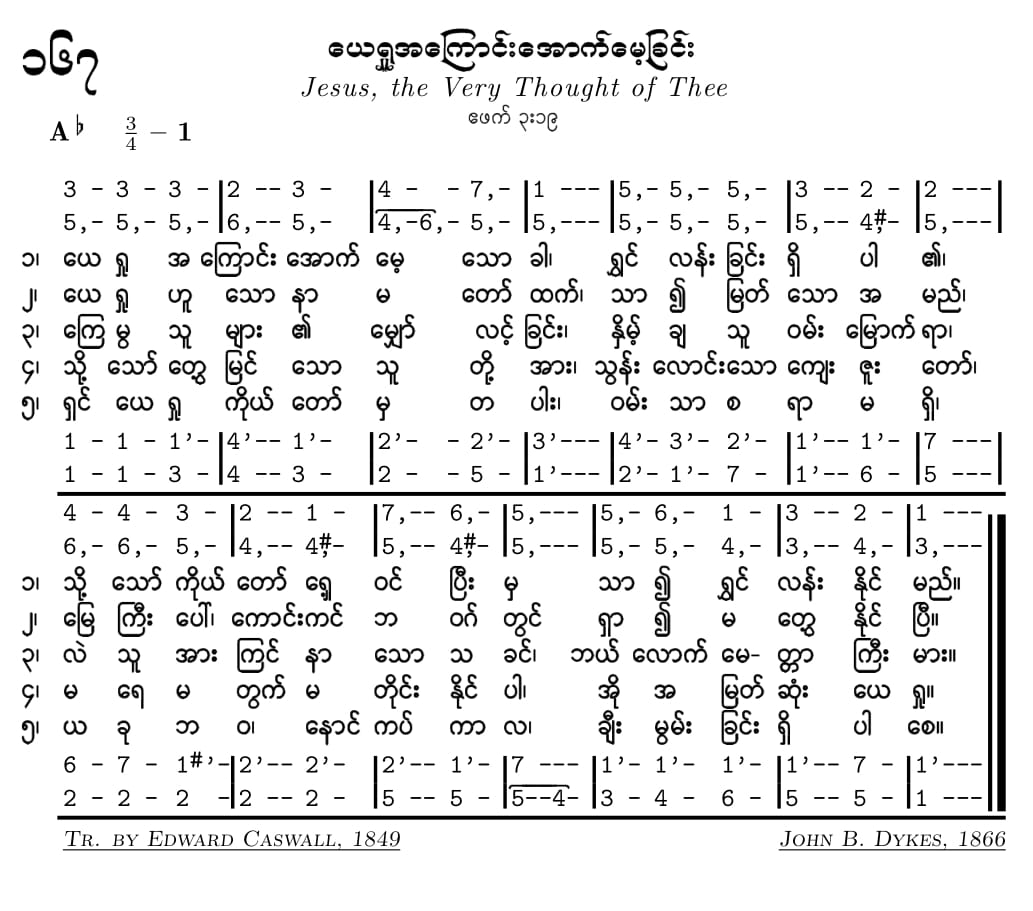 ၁၆၇
ယေရှုအကြောင်းအောက်မေ့ခြင်း
Jesus, the Very Thought of Thee
ဧဖက် ၃း၁၉
A♭ 3/4 – 1
3 - 3 - 3 -|2 -- 3 - |4 - - 7,- |1 --- |5,- 5,- 5,- |3 -- 2 - |2 ---|
5,- 5,- 5,-|6,-- 5,- |4,-6,- 5,- |5,--- |5,- 5,- 5,- |5,-- 4#,- |5,---|
၁၊ ယေ ရှု အ ကြောင်း အောက် မေ့ သော ခါ၊ ရွှင် လန်း ခြင်း ရှိ ပါ ၏၊
၂၊ ယေ ရှု ဟူ သော နာ မ တော် ထက်၊ သာ ၍ မြတ် သော အ မည်၊
၃၊ ကြေ မွ သူ များ ၏ မျှော် လင့် ခြင်း၊ နှိမ့် ချ သူ ဝမ်း မြောက် ရာ၊
၄၊ သို့ သော် တွေ့ မြင် သော သူ တို့ အား၊ သွန်း လောင်း သော ကျေး ဇူး တော်၊
၅၊ ရှင် ယေ ရှု ကိုယ် တော် မှ တ ပါး၊ ဝမ်း သာ စ ရာ မ ရှိ၊
1 - 1 - 1’-|4’-- 1’- |2’- - 2’- |3’--- |4’- 3’- 2’- |1’-- 1’- |7 ---|
1 - 1 - 3 -|4 -- 3 - |2 - - 5 - |1’--- |2’- 1’- 7 - |1’-- 6 - |5 ---|
4 - 4 - 3 - |2 -- 1 - |7,-- 6,- |5,--- |5,- 6,- 1 - |3 -- 2 - |1 ---
6,- 6,- 5,- |4,-- 4#,- |5,-- 4#,- |5,--- |5,- 5,- 4,- |3,-- 4,- |3,---
၁၊ သို့ သော် ကိုယ် တော် ရှေ့ ဝင် ပြီး မှ သာ ၍ ရွှင် လန်း နိုင် မည်။
၂၊ မြေ ကြီး ပေါ်၊ ကောင်း ကင် ဘ ဝဂ် တွင် ရှာ ၍ မ တွေ့ နိုင် ပြီ။
၃၊ လဲ သူ အား ကြင် နာ သော သ ခင်၊ ဘယ် လောက် မေ- တ္တာ ကြီး မား။
၄၊ မ ရေ မ တွက် မ တိုင်း နိုင် ပါ၊ အို အ မြတ် ဆုံး ယေ ရှု။
၅၊ ယ ခု ဘ ဝ၊ နောင် ကပ် ကာ လ၊ ချီး မွမ်း ခြင်း ရှိ ပါ စေ။
6 - 7 - 1#’-|2’-- 2’- |2’-- 1’- |7 --- |1’- 1’- 1’- |1’-- 7 - |1’---
2 - 2 - 2 -|2 -- 2 - |5 -- 5 - |5--4- |3 - 4 - 6 - |5 -- 5 - |1 ---
Tr. by Edward Caswall, 1849
John B. Dykes, 1866